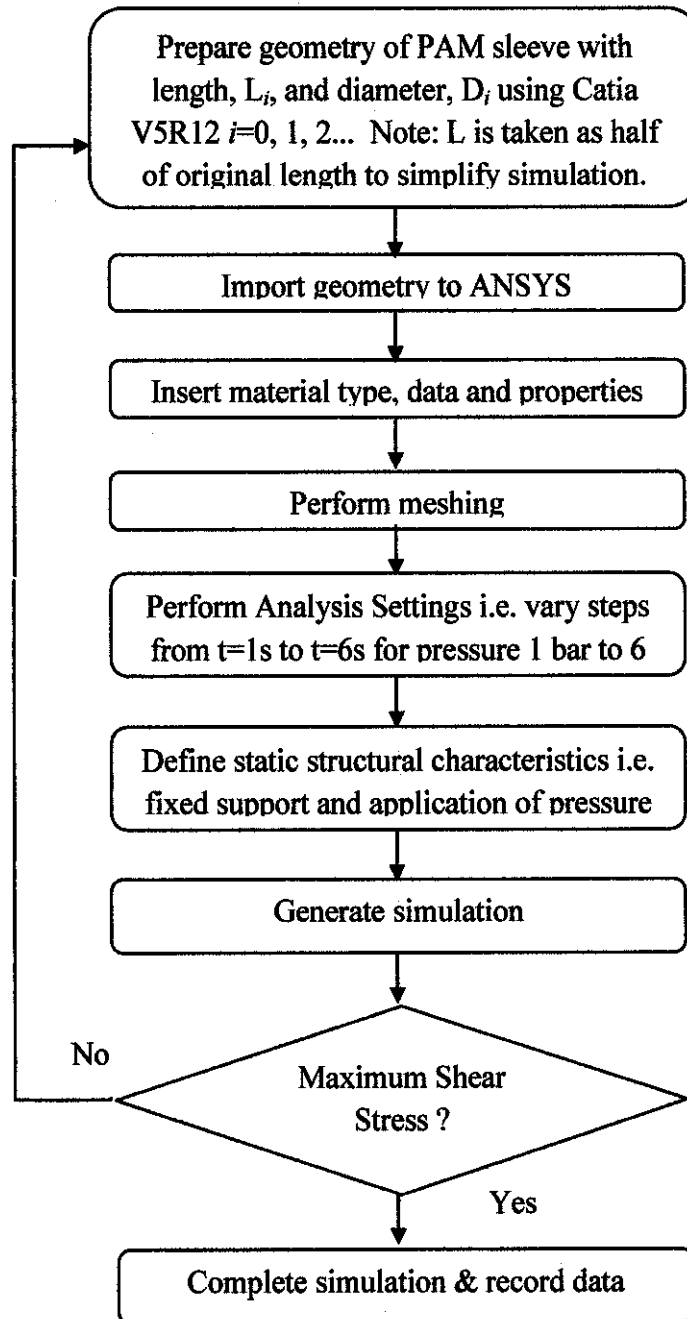 Prepare geometry of PAM sleeve with
length, Li, and diameter, Di using Catia
V5R12 i=0, 1, 2... Note: L is taken as half
of original length to simplify simulation.
Import geometry to ANSYS
Insert material type, data and properties
Perform meshing
Perform Analysis Settings i.e. vary steps
from t=1s to t=6s for pressure 1 bar to 6
Define static structural characteristics i.e.
fixed support and application of pressure
Generate simulation
No
Maximum Shear
Stress ?
Yes
Complete simulation & record data